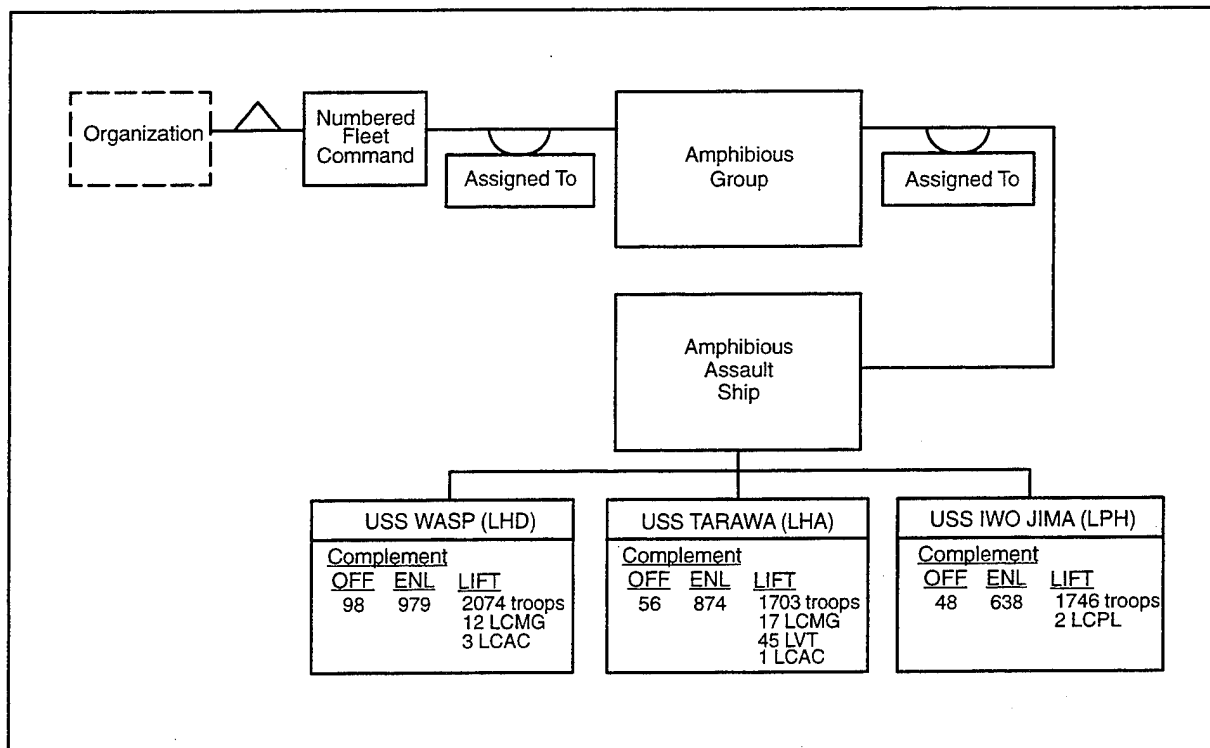 Organization
Numbered
Fleet
Command
Assigned To
Amphibious
Group
Assigned To
Amphibious
Assault
Ship
USS WASP (LHD)
Complement
OFF ENL LIFT
98 979 2074 troops
12 LCMG
3 LCAC
USS TARAWA (LHA)
Complement
OFF ENL LIFT
56 874 1703 troops
17 LCMG
45 LVT
1 LCAC
USS IWO JIMA (LPH)
Complement
OFF ENL LIFT
48 638 1746 troops
2 LCPL